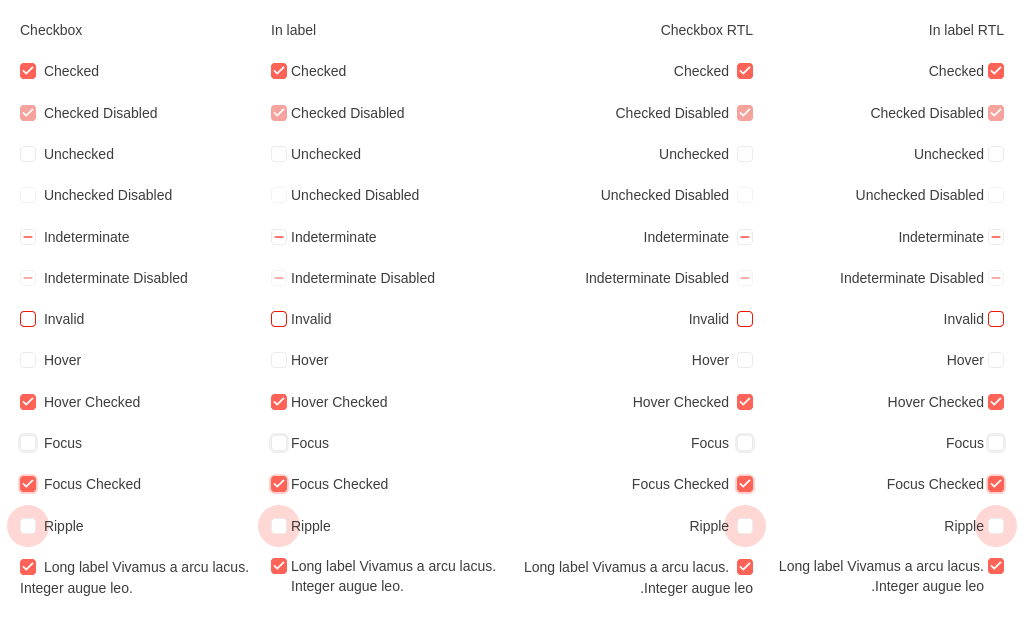 Checkbox In label Checkbox RTL In label RTL
Checked Checked Checked Checked
Checked Disabled Checked Disabled Checked Disabled Checked Disabled
Unchecked Unchecked Unchecked Unchecked
Unchecked Disabled Unchecked Disabled Unchecked Disabled Unchecked Disabled
Indeterminate Indeterminate Indeterminate Indeterminate
Indeterminate Disabled Indeterminate Disabled Indeterminate Disabled Indeterminate Disabled
Invalid Invalid Invalid Invalid
Hover Hover Hover Hover
Hover Checked Hover Checked Hover Checked Hover Checked
Focus Focus Focus Focus
Focus Checked Focus Checked Focus Checked Focus Checked
Ripple Ripple Ripple Ripple
Long label Vivamus a arcu lacus. Long label Vivamus a arcu lacus. Long label Vivamus a arcu lacus. Long label Vivamus a arcu lacus.
Integer augue leo. Integer augue leo. .Integer augue leo .Integer augue leo